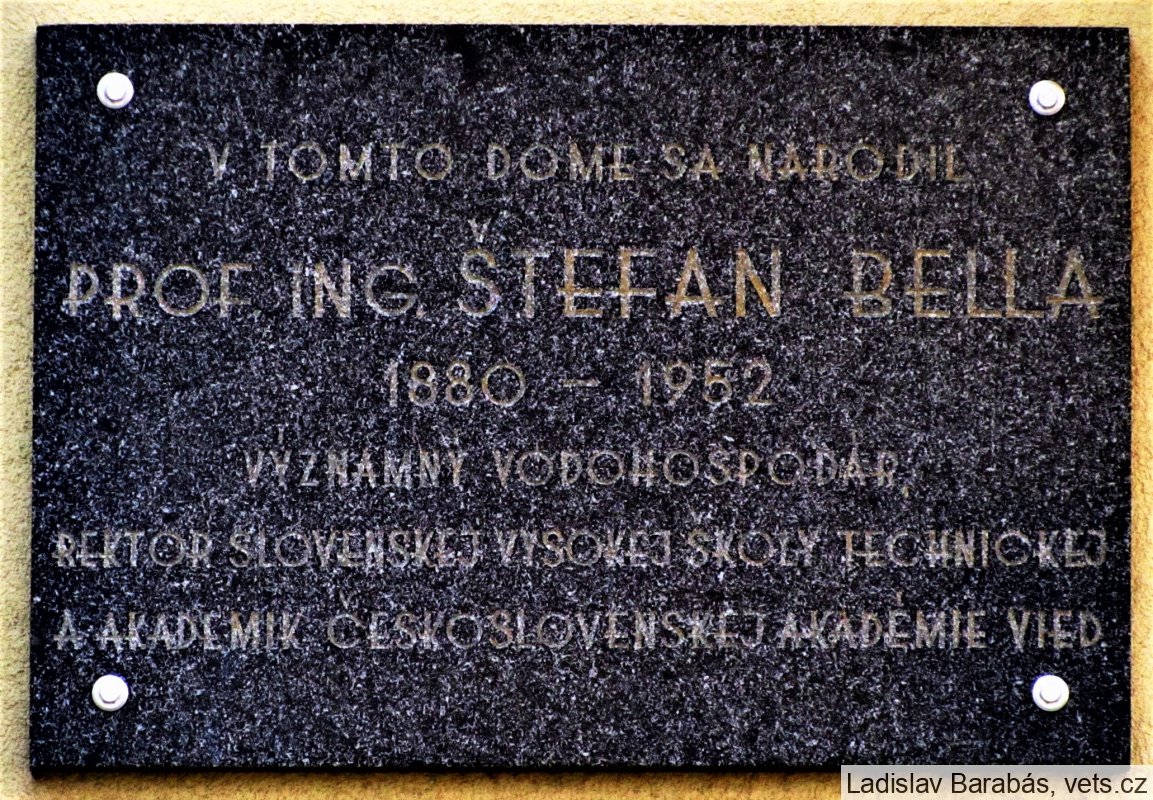 V TOMTO DOME SA NARODIL
PROF. ING. ŠTEFAN BELLA
1880 – 1952
VÝZNAMNÝ VODOHOSPODÁR,
REKTOR SLOVENSKEJ VYSOKEJ ŠKOLY TECHNICKEJ
A AKADEMIK ČESKOSLOVENSKEJ AKADÉMIE VIED
Ladislav Barabás, vets.cz